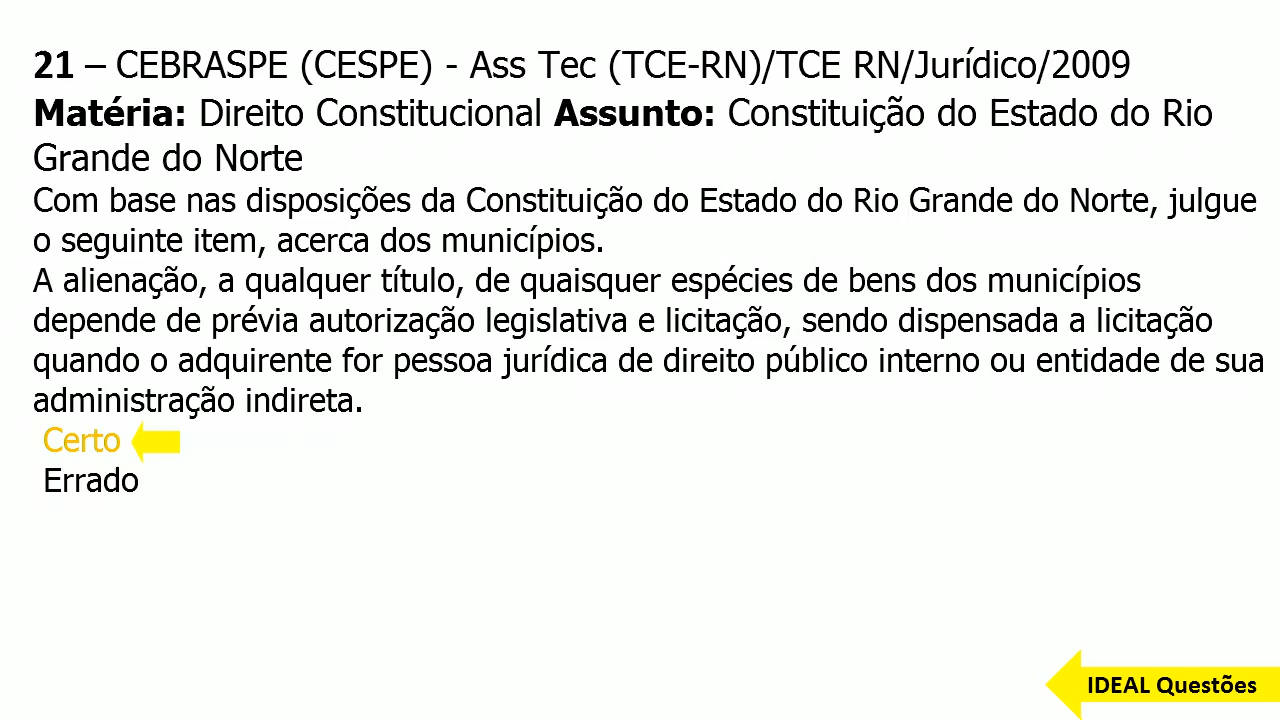 21 – CEBRASPE (CESPE) - Ass Tec (TCE-RN)/TCE RN/Jurídico/2009
Matéria: Direito Constitucional Assunto: Constituição do Estado do Rio
Grande do Norte
Com base nas disposições da Constituição do Estado do Rio Grande do Norte, julgue
o seguinte item, acerca dos municípios.
A alienação, a qualquer título, de quaisquer espécies de bens dos municípios
depende de prévia autorização legislativa e licitação, sendo dispensada a licitação
quando o adquirente for pessoa jurídica de direito público interno ou entidade de sua
administração indireta.
Certo
Errado
IDEAL Questões